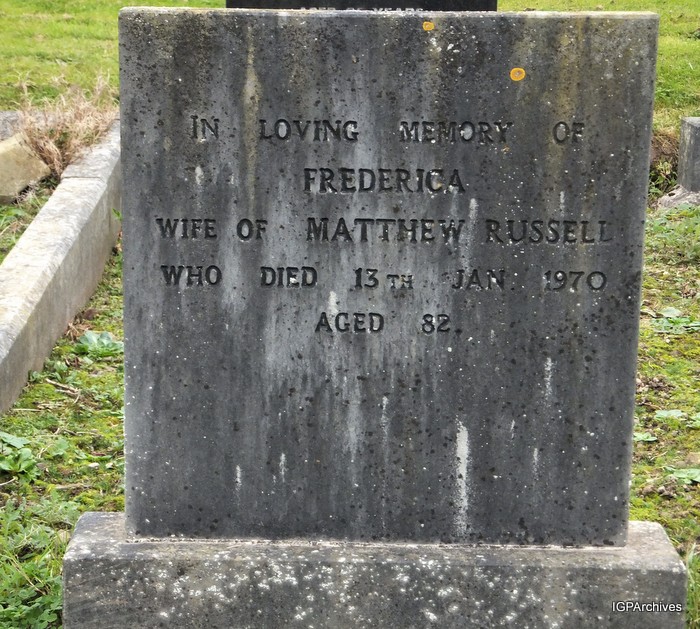 IN LOVING MEMORY OF
FREDERICA
WIFE OF MATTHEW RUSSELL
WHO DIED 13TH JAN 1970
AGED 82.
IGPArchives